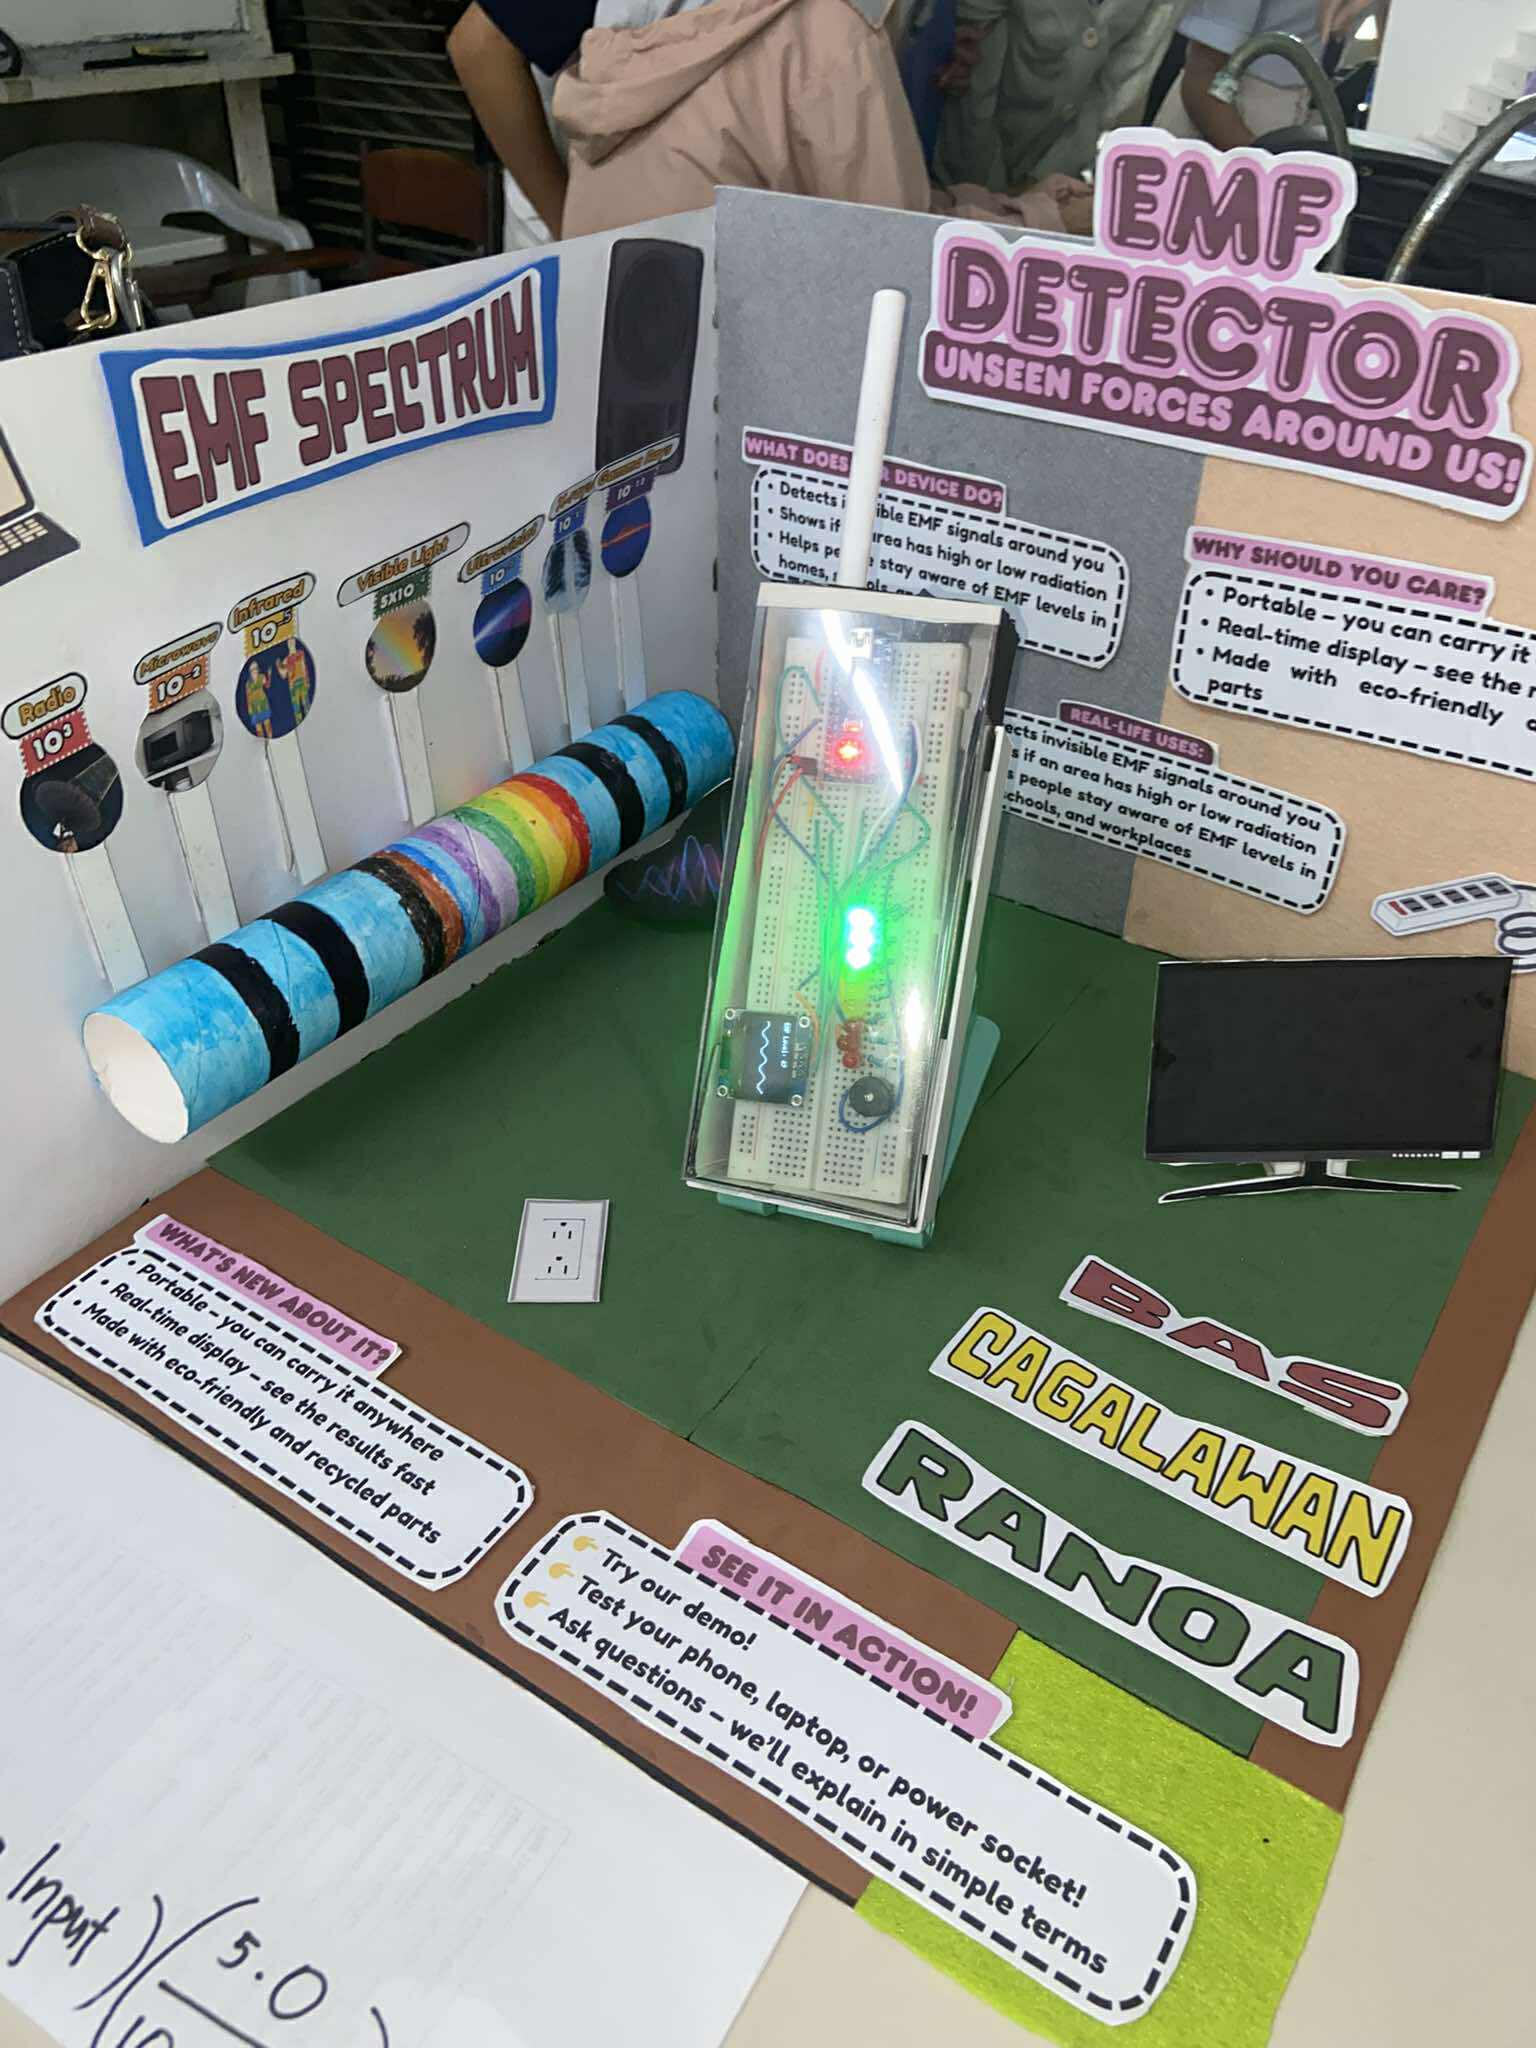 EMF SPECTRUM
Radio
10³
Microwave
10⁻²
Infrared
10⁻⁵
Visible Light
5X10
Ultraviolet
10
X-rays
10
Gamma Rays
10⁻¹²
EMF
DETECTOR
UNSEEN FORCES AROUND US!
WHAT DOES DEVICE DO?
• Detects ible EMF signals around you
• Shows if area has high or low radiation
• Helps stay aware of EMF levels in
homes,
WHY SHOULD YOU CARE?
• Portable – you can carry it
• Real-time display – see the
• Made with eco-friendly
parts
REAL-LIFE USES:
ects invisible EMF signals around you
s if an area has high or low radiation
s people stay aware of EMF levels in
chools, and workplaces
WHAT'S NEW ABOUT IT?
• Portable – you can carry it anywhere
• Real-time display – see the results fast
• Made with eco-friendly and recycled parts
BAS
CAGALAWAN
RANOA
SEE IT IN ACTION!
👉 Try our demo!
👉 Test your phone, laptop, or power socket!
👉 Ask questions – we'll explain in simple terms
Input)(5.0